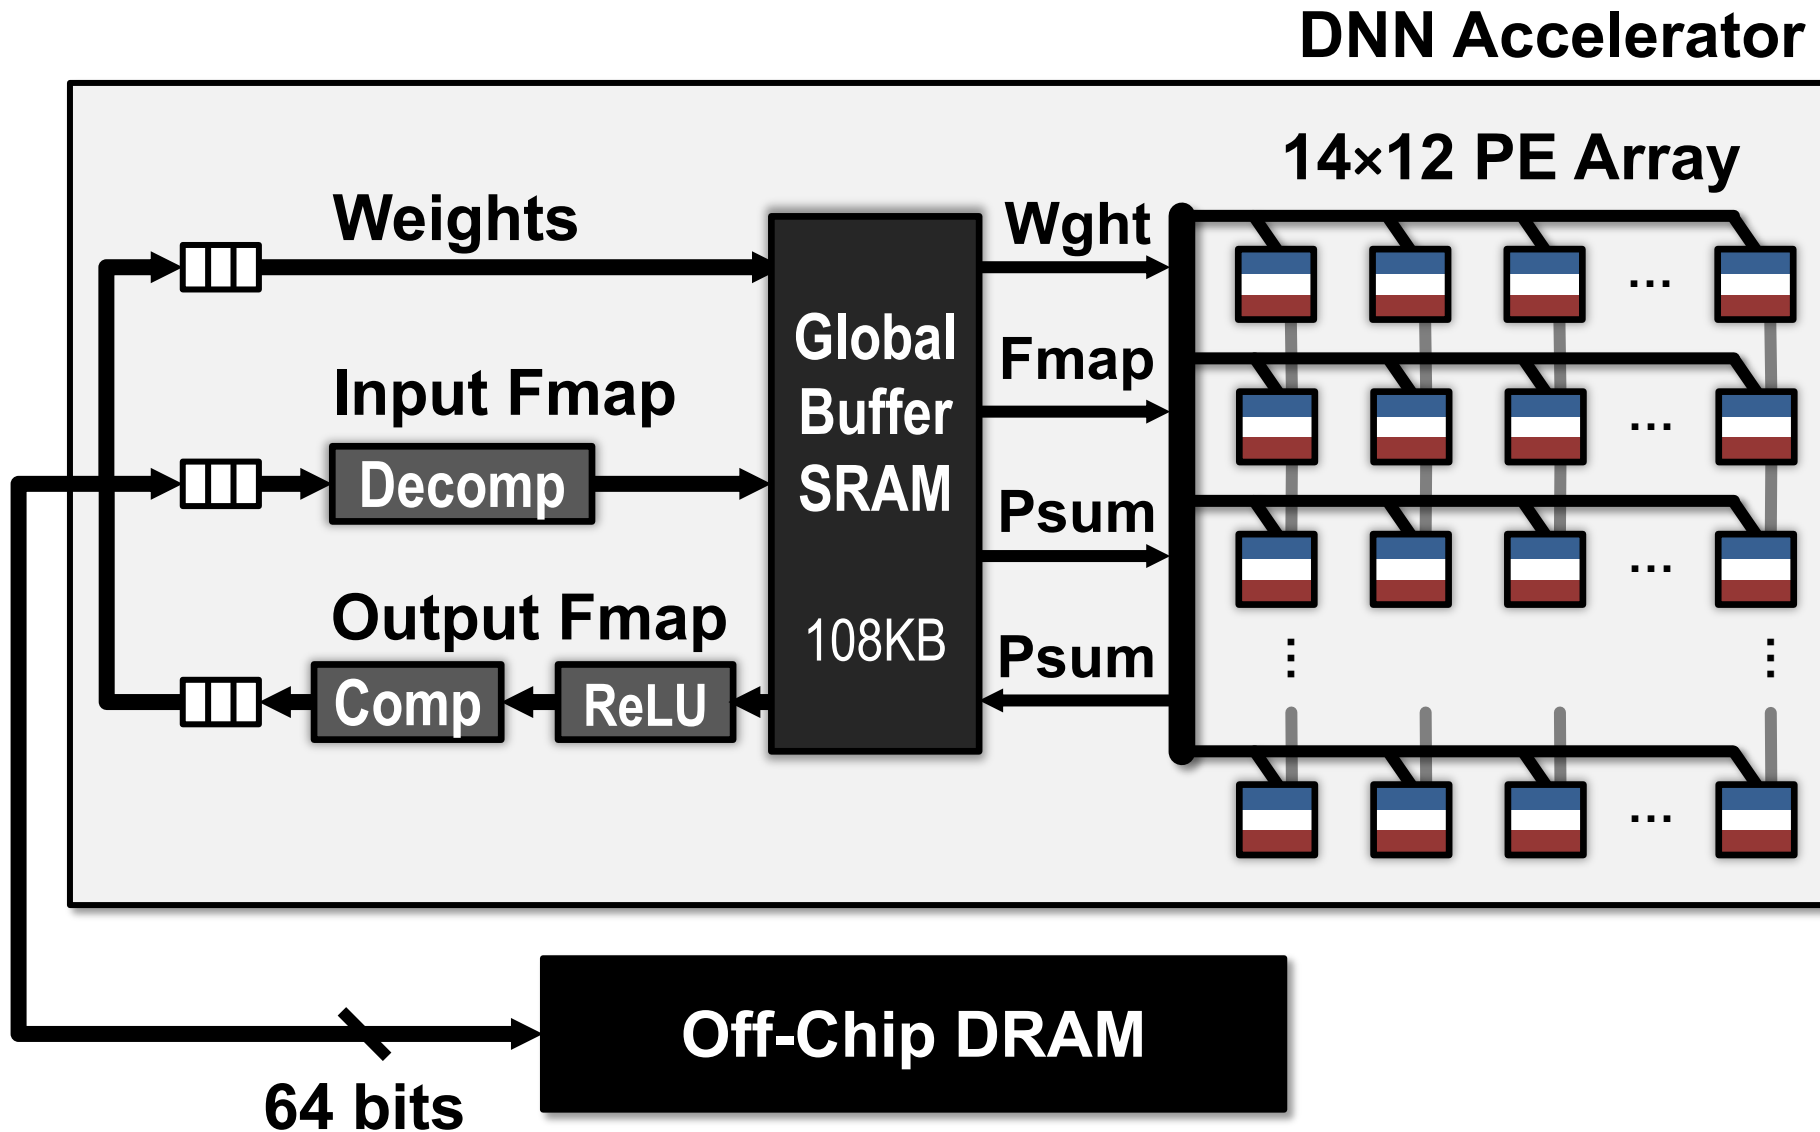 DNN Accelerator
14×12 PE Array
Weights
Wght
Global
Buffer
SRAM
108KB
Fmap
Input Fmap
Decomp
Psum
Output Fmap
Psum
Comp
ReLU
...
...
...
...
Off-Chip DRAM
64 bits